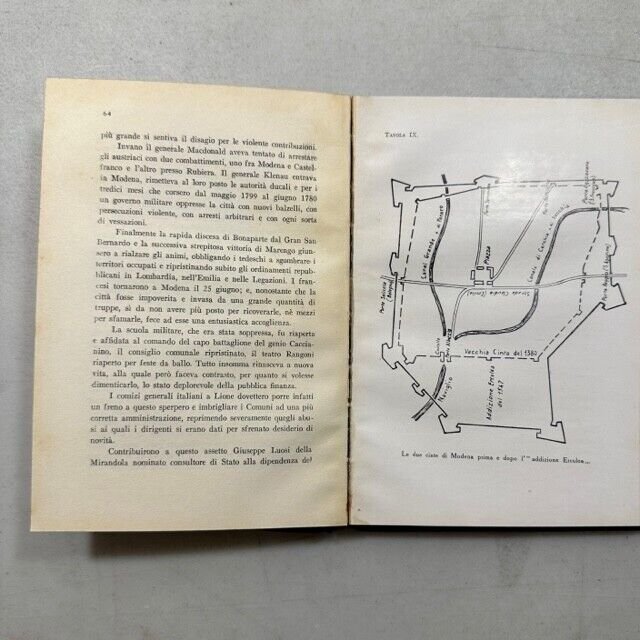 64
più grande si sentiva il disagio per le violente contribuzioni.
Invano il generale Macdonald aveva tentato di arrestare
gli austriaci con due combattimenti, uno fra Modena e Castel-
franco e l'altro presso Rubiera. Il generale Klenau entrava
a Modena, rimetteva al loro posto le autorità ducali e per i
tredici mesi che corsero dal maggio 1799 al giugno 1780
un governo militare oppresse la città con nuovi balzelli, con
persecuzioni violente, con arresti arbitrari e con ogni sorta
di vessazioni.
Finalmente la rapida discesa di Bonaparte dal Gran San
Bernardo e la successiva strepitosa vittoria di Marengo giun-
sero a rialzare gli animi, obbligando i tedeschi a sgombrare i
territori occupati e ripristinando subito gli ordinamenti repub-
blicani in Lombardia, nell'Emilia e nelle Legazioni. I fran-
cesi tornarono a Modena il 25 giugno; e, nonostante che la
città fosse impoverita e invasa da una grande quantità di
truppe, sì da non avere più posto per ricoverarle, nè mezzi
per sfamarle, fece ad esse una entusiastica accoglienza.
La scuola militare, che era stata soppressa, fu riaperta
e affidata al comando del capo battaglione del genio Caccia-
nino, il consiglio comunale ripristinato, il teatro Rangoni
riaperto per feste da ballo. Tutto insomma rinasceva a nuova
vita, alla quale però faceva contrasto, per quanto si volesse
dimenticarlo, lo stato deplorevole della pubblica finanza.
I comizi generali italiani a Lione dovettero porre infatti
un freno a questo sperpero e imbrigliare i Comuni ad una più
corretta amministrazione, reprimendo severamente quegli abu-
si ai quali i dirigenti si erano dati per sfrenato desiderio di
novità.
Contribuirono a questo assetto Giuseppe Luosi della
Mirandola nominato consultore di Stato alla dipendenza del
TAVOLA IX.
Canal Grande
Piazza
Strada Claudia (Emilia)
Vecchia Cinta del 1382
Naviglio
Addizione Erculea
del 1547
Le due cinte di Modena prima e dopo l'" addizione Erculea „.